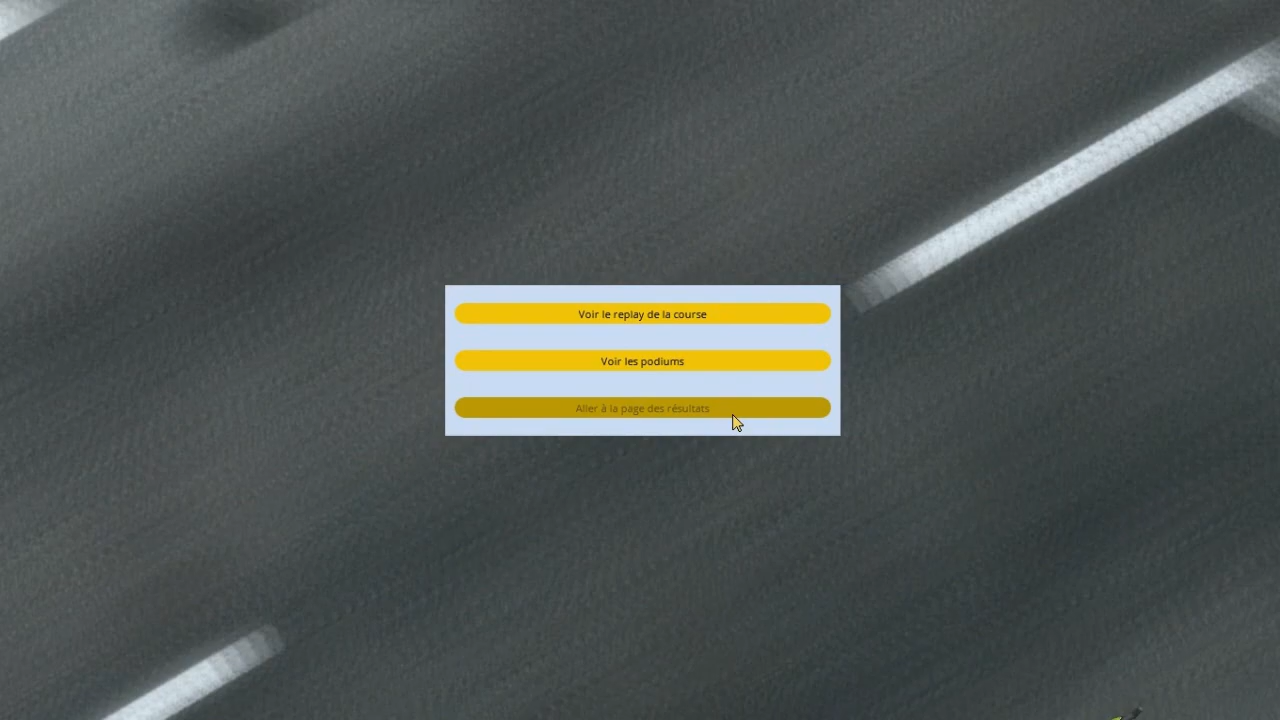 Voir le replay de la course
Voir les podiums
Aller à la page des résultats